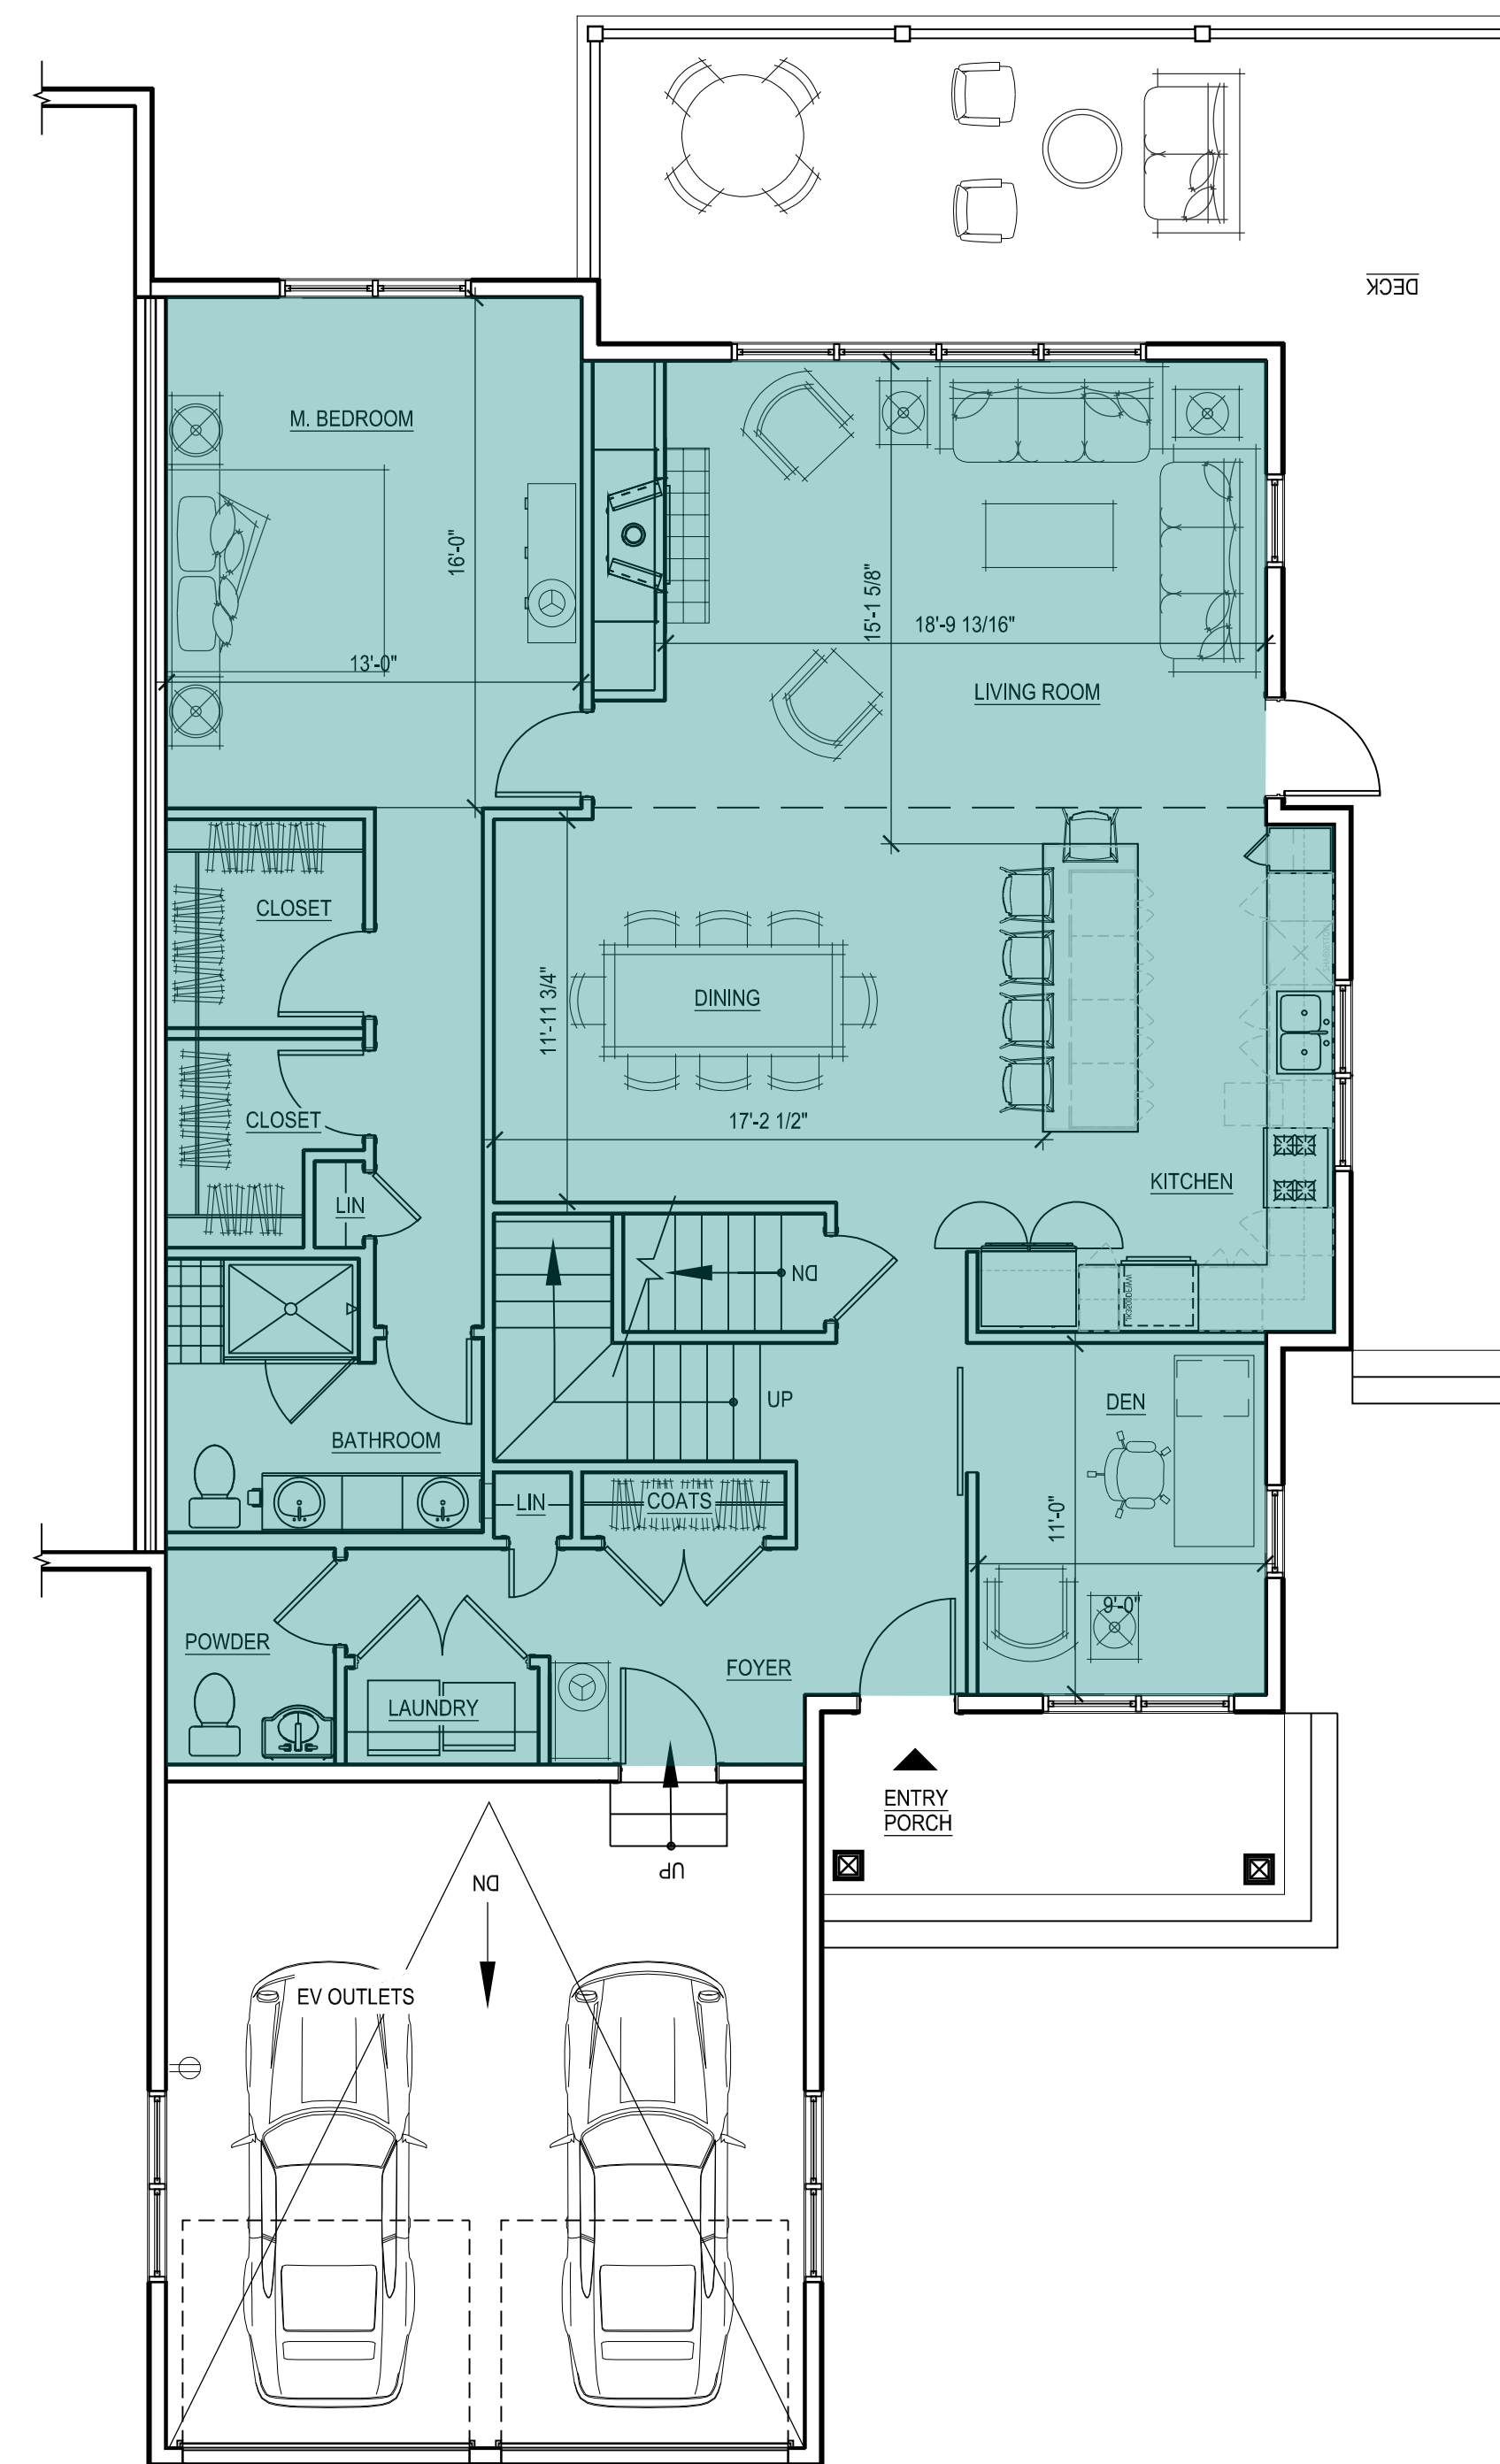 DECK
M. BEDROOM
16'-0"
15'-1 5/8"
18'-9 13/16"
13'-0"
LIVING ROOM
CLOSET
DINING
11'-11 3/4"
CLOSET
17'-2 1/2"
KITCHEN
LIN
DN
UP
DEN
BATHROOM
LIN
COATS
11'-0"
9'-0"
POWDER
FOYER
LAUNDRY
ENTRY
PORCH
UP
DN
EV OUTLETS